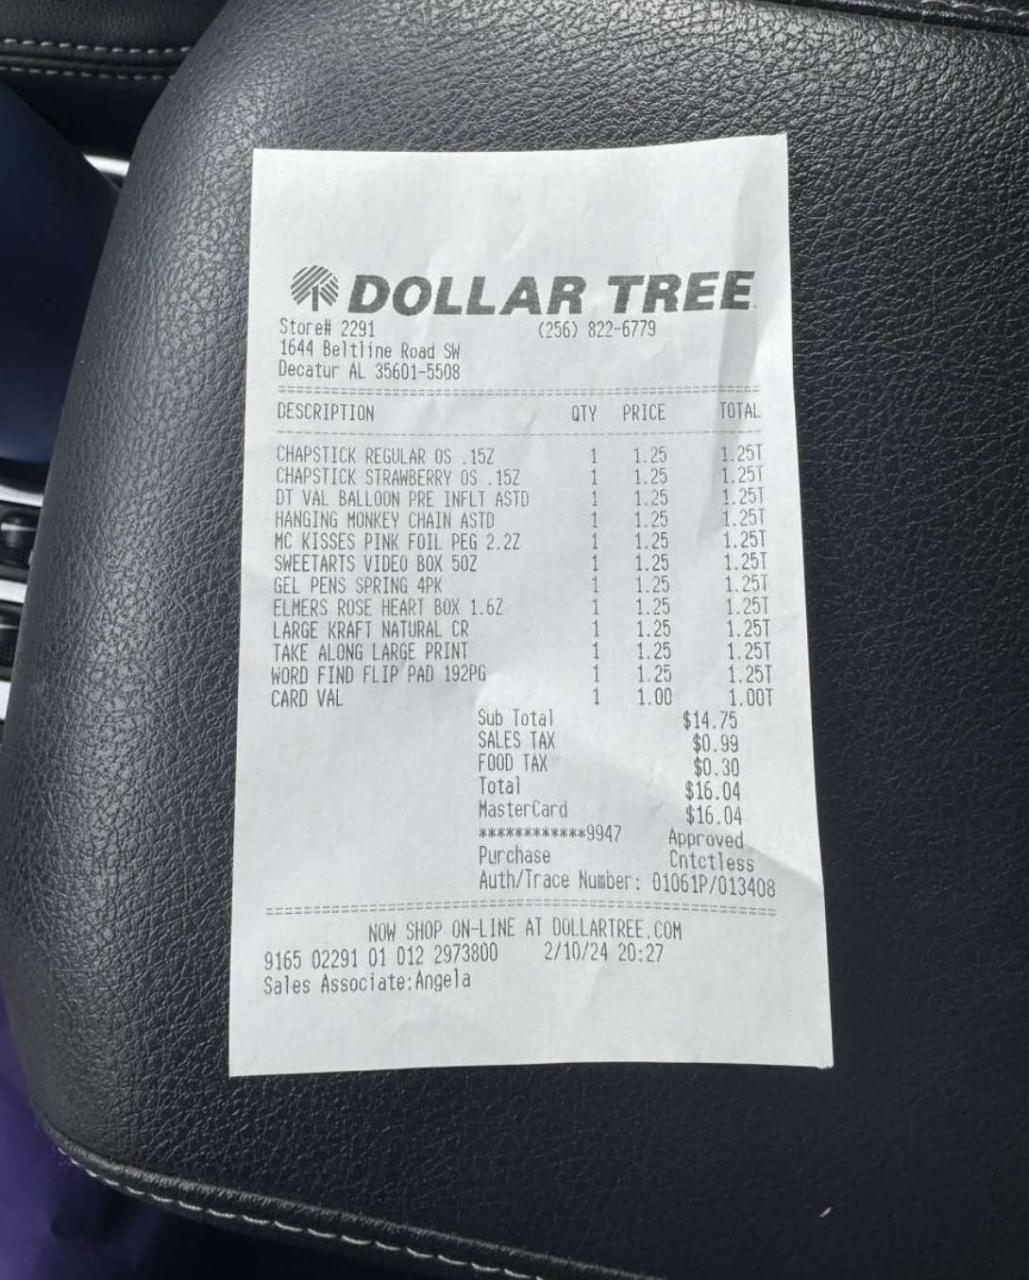 DOLLAR TREE
Store# 2291 (256) 822-6779
1644 Beltline Road SW
Decatur AL 35601-5508
================================================
DESCRIPTION QTY PRICE TOTAL
------------------------------------------------
CHAPSTICK REGULAR OS .15Z 1 1.25 1.25T
CHAPSTICK STRAWBERRY OS .15Z 1 1.25 1.25T
DT VAL BALLOON PRE INFLT ASTD 1 1.25 1.25T
HANGING MONKEY CHAIN ASTD 1 1.25 1.25T
MC KISSES PINK FOIL PEG 2.2Z 1 1.25 1.25T
SWEETARTS VIDEO BOX 5OZ 1 1.25 1.25T
GEL PENS SPRING 4PK 1 1.25 1.25T
ELMERS ROSE HEART BOX 1.6Z 1 1.25 1.25T
LARGE KRAFT NATURAL CR 1 1.25 1.25T
TAKE ALONG LARGE PRINT 1 1.25 1.25T
WORD FIND FLIP PAD 192PG 1 1.25 1.25T
CARD VAL 1 1.00 1.00T
Sub Total $14.75
SALES TAX $0.99
FOOD TAX $0.30
Total $16.04
MasterCard $16.04
************9947 Approved
Purchase Cntctless
Auth/Trace Number: 01061P/013408
================================================
NOW SHOP ON-LINE AT DOLLARTREE.COM
9165 02291 01 012 2973800 2/10/24 20:27
Sales Associate:Angela